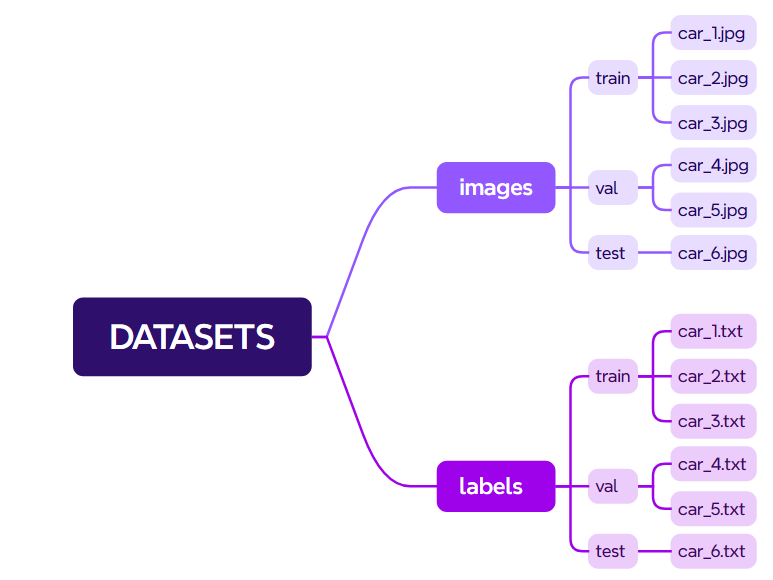 DATASETS
images
train
car_1.jpg
car_2.jpg
car_3.jpg
val
car_4.jpg
car_5.jpg
test
car_6.jpg
labels
train
car_1.txt
car_2.txt
car_3.txt
val
car_4.txt
car_5.txt
test
car_6.txt